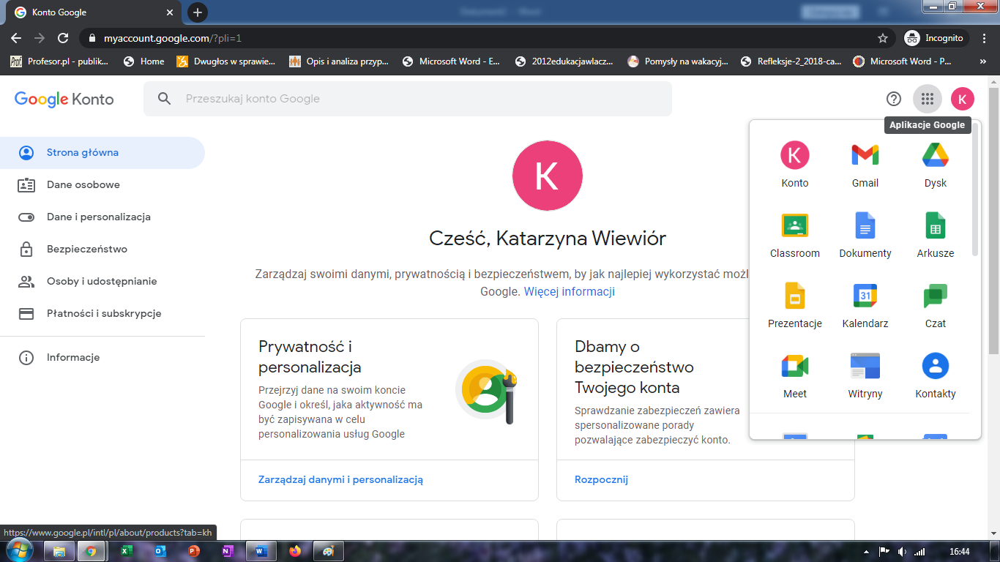 Konto Google
myaccount.google.com/?pli=1
Incognito
Profesor.pl - publik...
Home
Dwugłos w sprawie...
Opis i analiza przyp...
Microsoft Word - E...
2012edukacjawlacz...
Pomysły na wakacyj...
Refleksje-2_2018-ca...
Microsoft Word - P...
Google Konto
Przeszukaj konto Google
K
Aplikacje Google
Strona główna
Dane osobowe
Dane i personalizacja
Bezpieczeństwo
Osoby i udostępnianie
Płatności i subskrypcje
Informacje
K
Cześć, Katarzyna Wiewiór
Zarządzaj swoimi danymi, prywatnością i bezpieczeństwem, by jak najlepiej wykorzystać możl
Google. Więcej informacji
Prywatność i
personalizacja
Przejrzyj dane na swoim koncie
Google i określ, jaka aktywność ma
być zapisywana w celu
personalizowania usług Google
Zarządzaj danymi i personalizacją
Dbamy o
bezpieczeństwo
Twojego konta
Sprawdzanie zabezpieczeń zawiera
spersonalizowane porady
pozwalające zabezpieczyć konto.
Rozpocznij
K
Konto
Gmail
Dysk
Classroom
Dokumenty
Arkusze
Prezentacje
31
Kalendarz
Czat
Meet
Witryny
Kontakty
https://www.google.pl/intl/pl/about/products?tab=kh
16:44